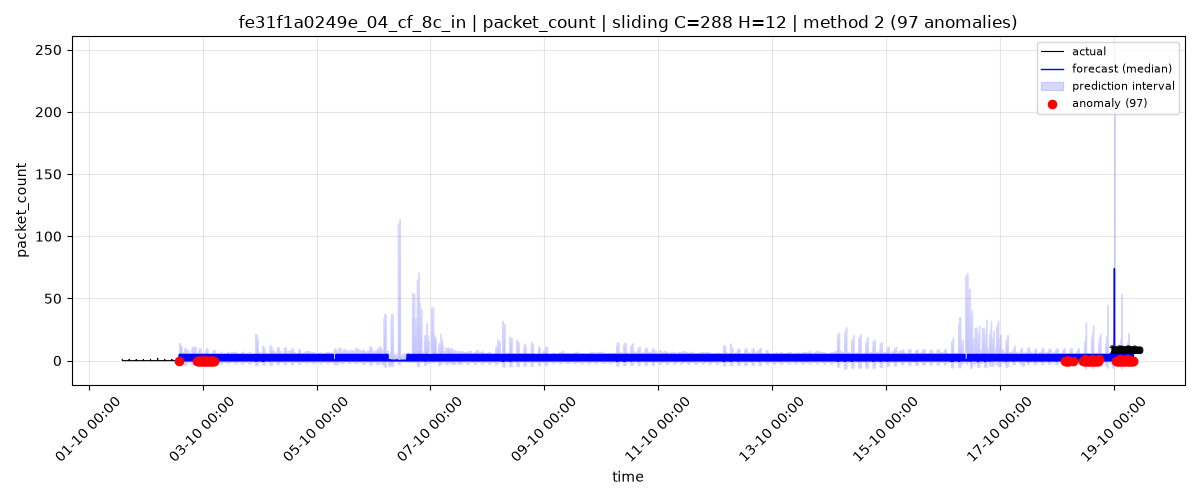 fe31f1a0249e_04_cf_8c_in | packet_count | sliding C=288 H=12 | method 2 (97 anomalies)
packet_count
250
200
150
100
50
0
actual
forecast (median)
prediction interval
anomaly (97)
01-10 00:00
03-10 00:00
05-10 00:00
07-10 00:00
09-10 00:00
11-10 00:00
13-10 00:00
15-10 00:00
17-10 00:00
19-10 00:00
time